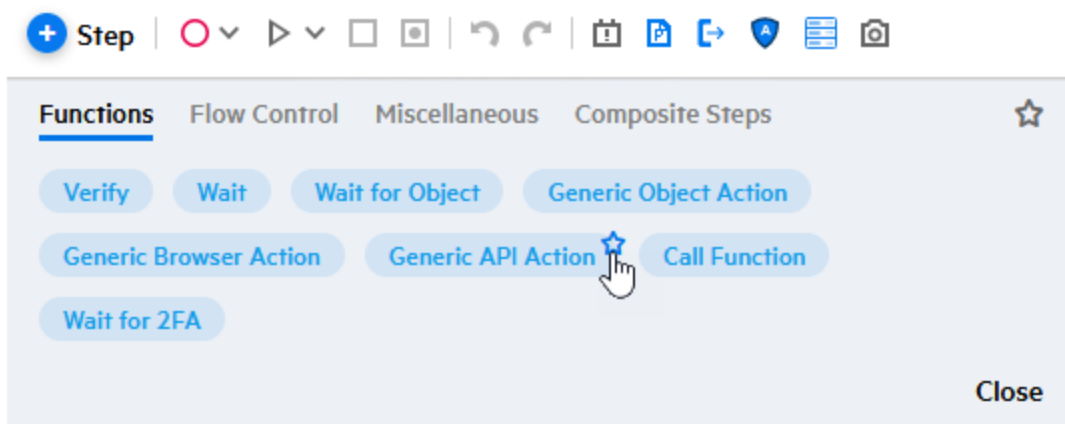 Step
Functions Flow Control Miscellaneous Composite Steps
Verify Wait Wait for Object Generic Object Action
Generic Browser Action Generic API Action Call Function
Wait for 2FA
Close